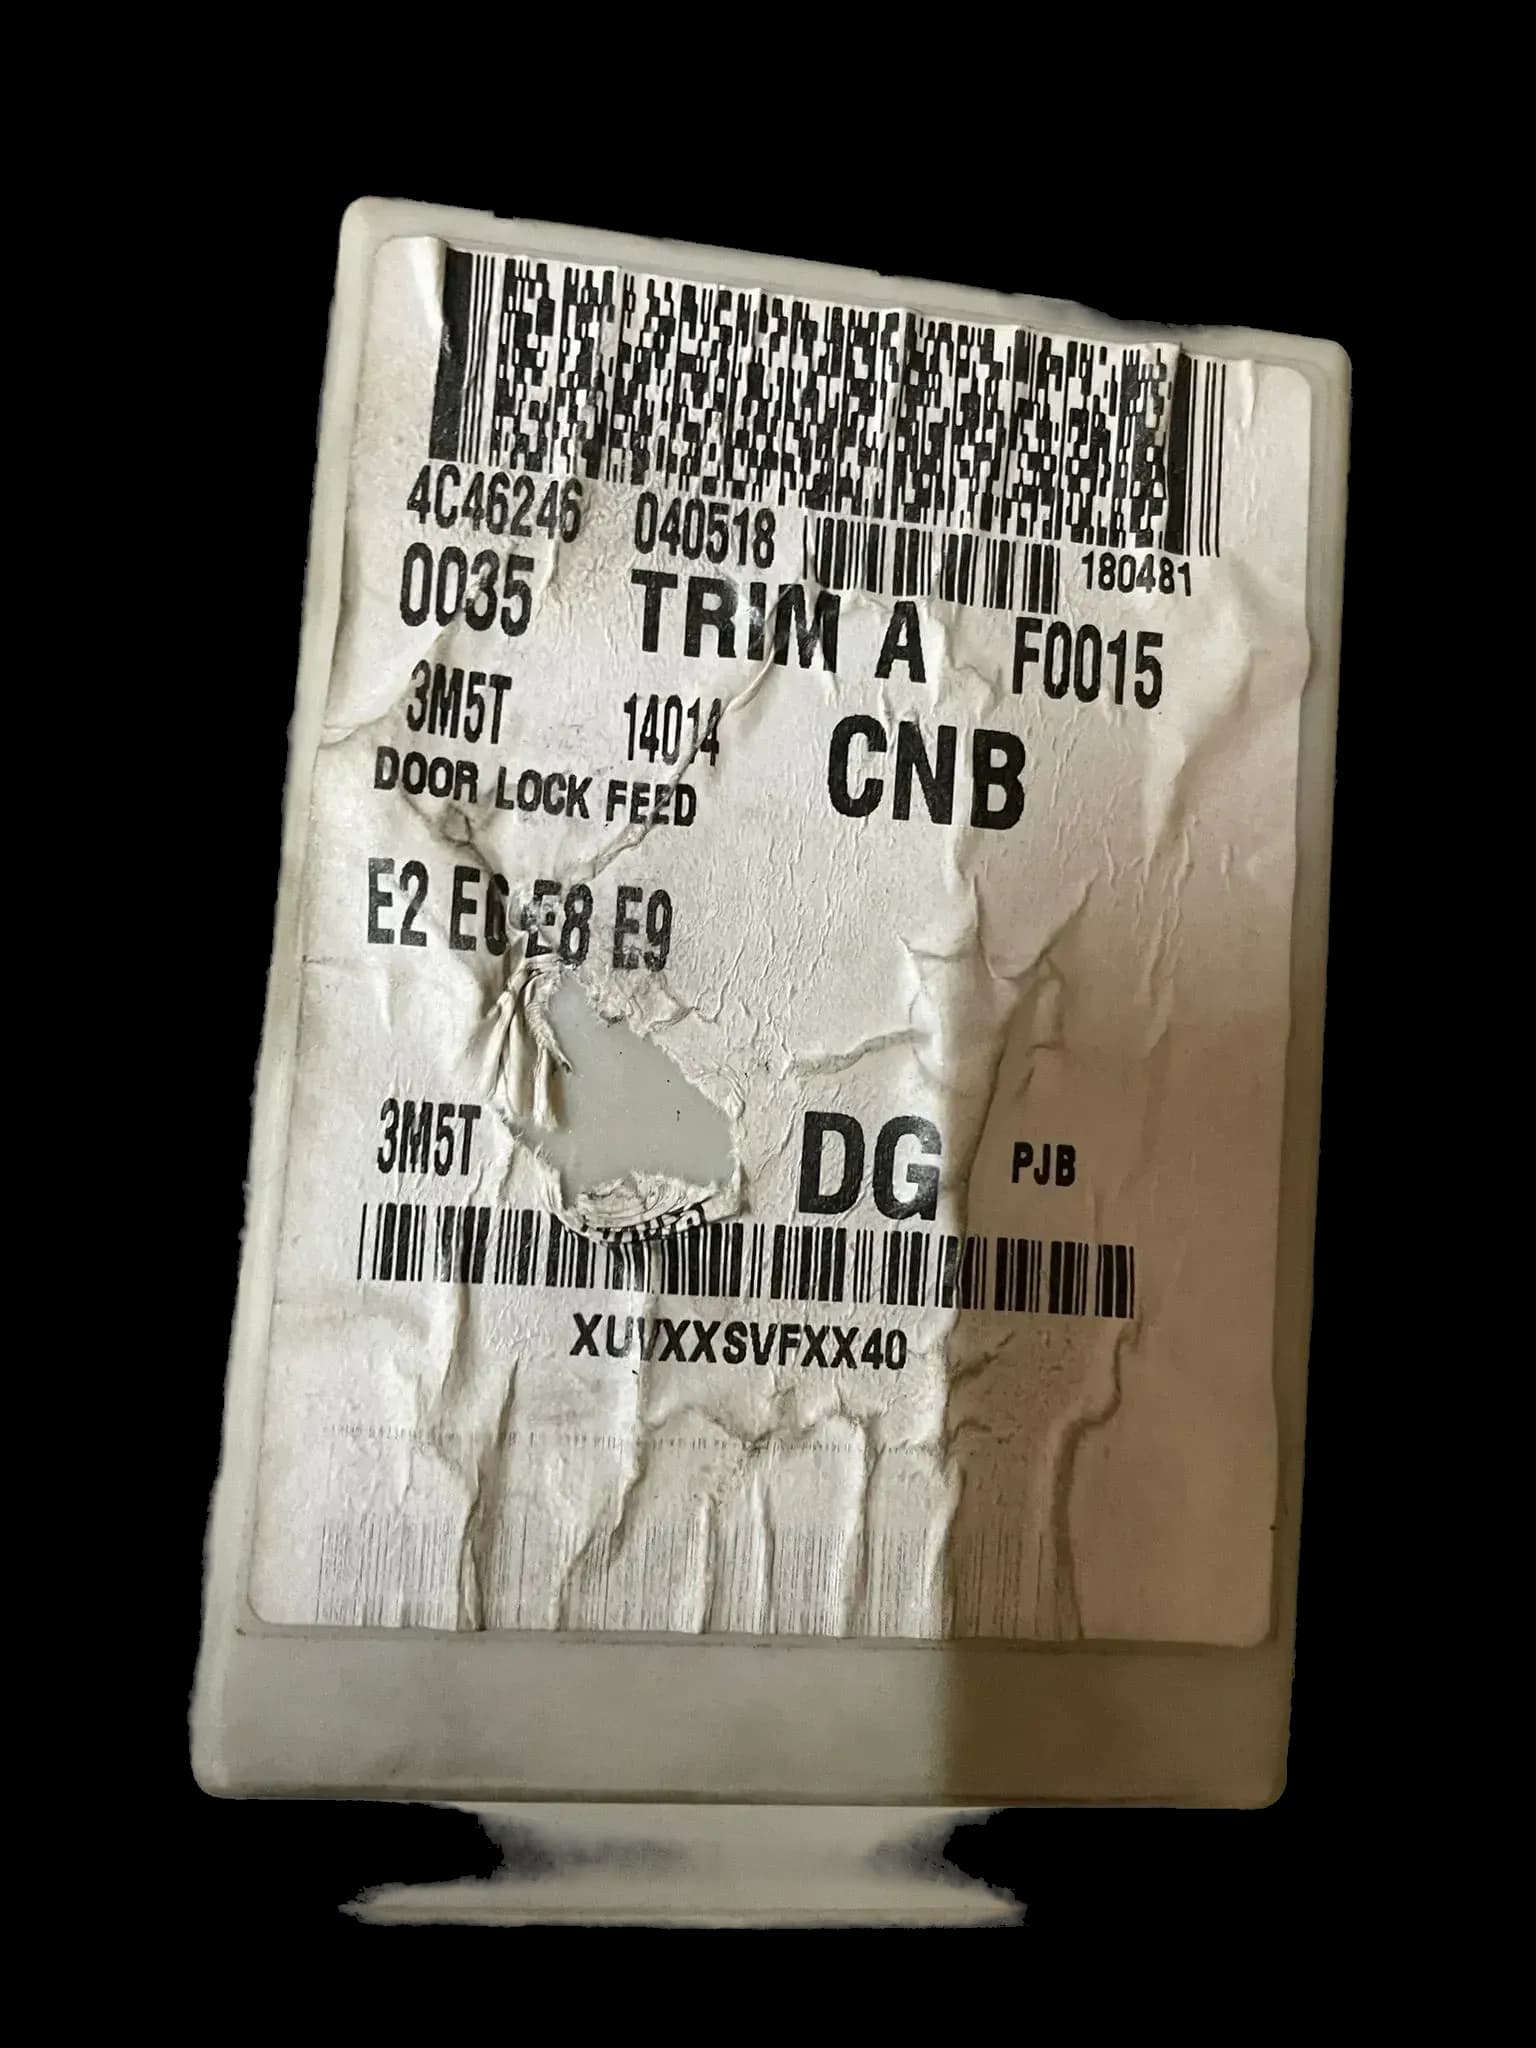 4C46246 040518 180481
0035 TRIM A F0015
3M5T 14014 CNB
DOOR LOCK FEED
E2 E6 E8 E9
3M5T DG PJB
XUVXXSVFXX40